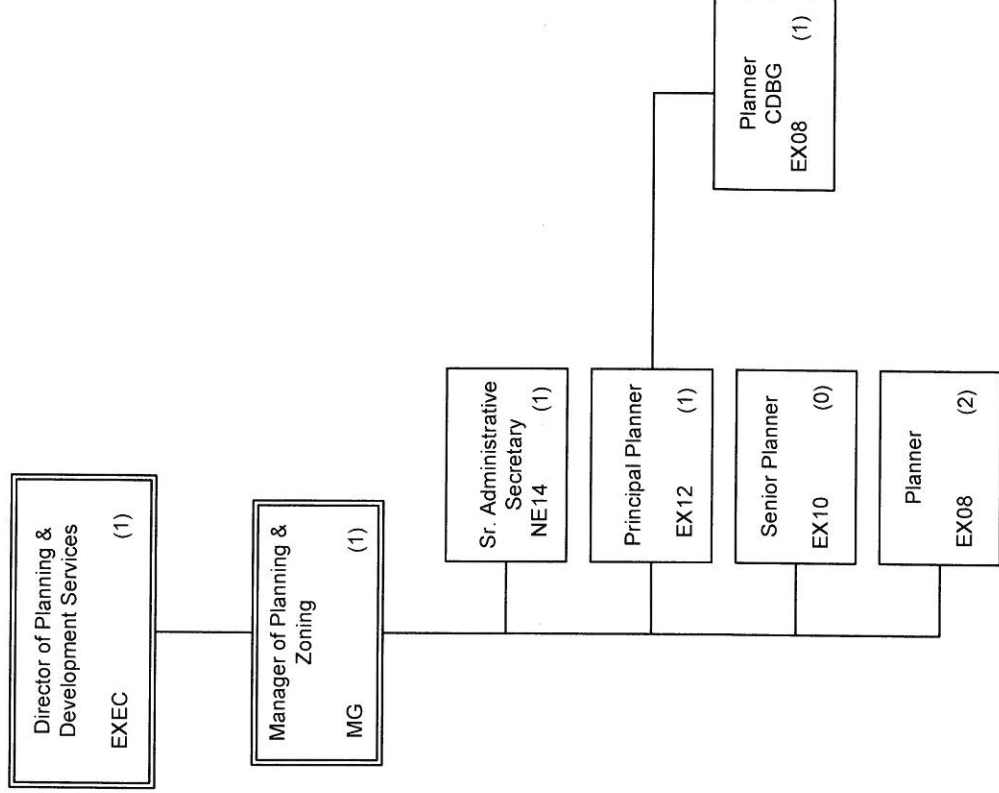 Director of Planning &
Development Services
EXEC (1)
Manager of Planning &
Zoning
MG (1)
Sr. Administrative
Secretary
NE14 (1)
Principal Planner
EX12 (1)
Planner
CDBG
EX08 (1)
Senior Planner
EX10 (0)
Planner
EX08 (2)